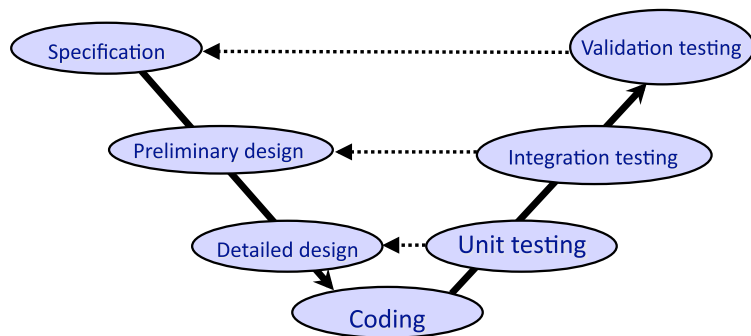 Specification
Validation testing
Preliminary design
Integration testing
Detailed design
Unit testing
Coding